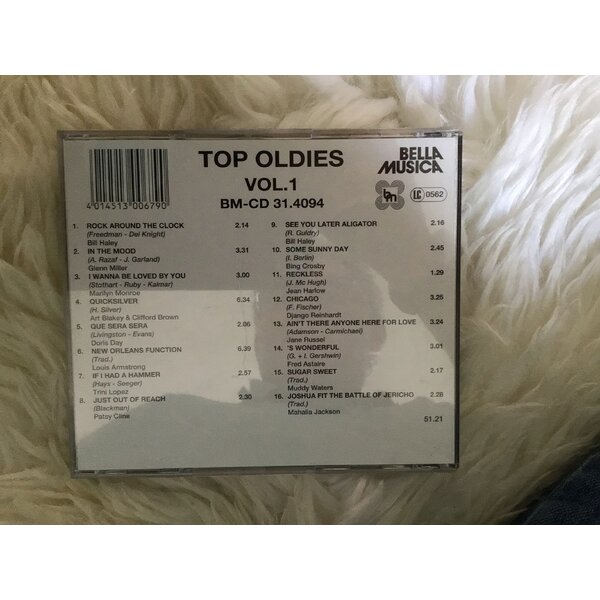 TOP OLDIES
VOL.1
BM-CD 31.4094
BELLA
MUSICA
bm
LC 0562
4 014513 006790
1. ROCK AROUND THE CLOCK 2.14
(Freedman - Dei Knight)
Bill Haley
2. IN THE MOOD 3.31
(A. Razaf - J. Garland)
Glenn Miller
3. I WANNA BE LOVED BY YOU 3.00
(Stothart - Ruby - Kalmar)
Marilyn Monroe
4. QUICKSILVER 6.34
(H. Silver)
Art Blakey & Clifford Brown
5. QUE SERA SERA 2.06
(Livingston - Evans)
Doris Day
6. NEW ORLEANS FUNCTION 6.39
(Trad.)
Louis Armstrong
7. IF I HAD A HAMMER 2.57
(Hays - Seeger)
Trini Lopez
8. JUST OUT OF REACH 2.30
(Blackman)
Patsy Cline
9. SEE YOU LATER ALIGATOR 2.16
(R. Guldry)
Bill Haley
10. SOME SUNNY DAY 2.45
(I. Berlin)
Bing Crosby
11. RECKLESS 1.29
(J. Mc Hugh)
Jean Harlow
12. CHICAGO 3.25
(F. Fischer)
Django Reinhardt
13. AIN'T THERE ANYONE HERE FOR LOVE 3.24
(Adamson - Carmichael)
Jane Russel
14. 'S WONDERFUL 3.01
(G. + I. Gershwin)
Fred Astaire
15. SUGAR SWEET 2.17
(Trad.)
Muddy Waters
16. JOSHUA FIT THE BATTLE OF JERICHO 2.28
(Trad.)
Mahalia Jackson
51.21